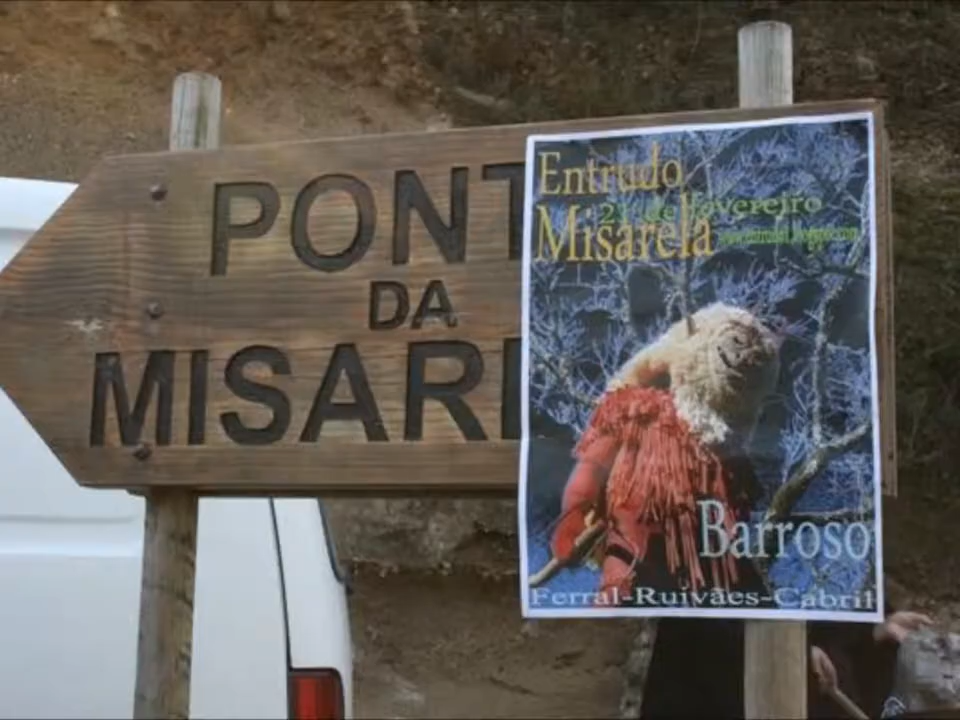 PONT
DA
MISAR
Entrudo
21 de fevereiro
Misarela
Barroso
Ferral-Ruivães-Cabril